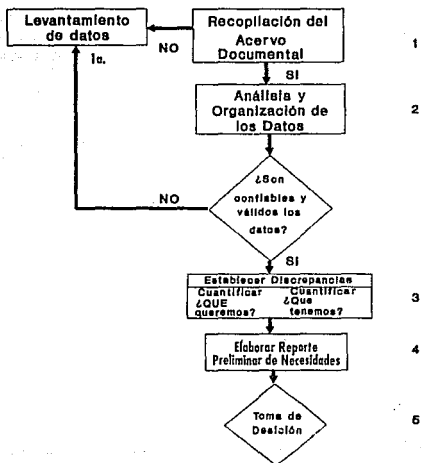 Levantamiento
de datos
1a.
NO
Recopilación del
Acervo
Documental
1
SI
Análisis y
Organización de
los Datos
2
¿Son
confiables y
válidos los
datos?
NO
SI
Establecer Discrepancias
Cuantificar
¿QUE
queremos?
Cuantificar
¿Que
tenemos?
3
Elaborar Reporte
Preliminar de Necesidades
4
Toma de
Desición
5